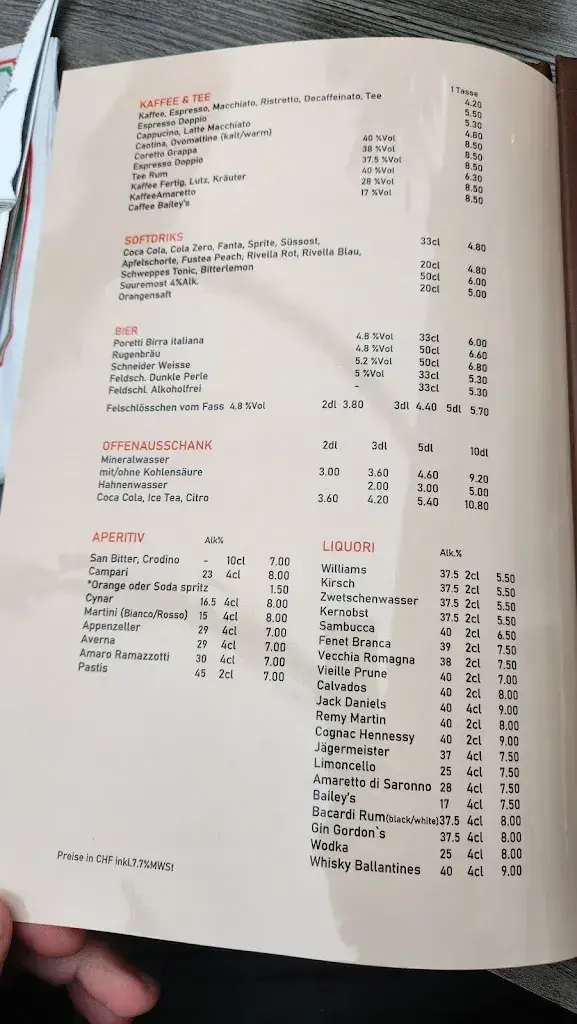 KAFFEE & TEE 1 Tasse
Kaffee, Espresso, Macchiato, Ristretto, Decaffeinato, Tee 4.20
Espresso Doppio 5.50
Cappucino, Latte Macchiato 5.30
Caotina, Ovomaltine (kalt/warm) 4.80
Coretto Grappa 40 %Vol 8.50
Espresso Doppio 38 %Vol 8.50
Tee Rum 37.5 %Vol 8.50
Kaffee Fertig, Lutz, Kräuter 40 %Vol 6.30
KaffeeAmaretto 28 %Vol 8.50
Caffee Bailey's 17 %Vol 8.50
SOFTDRIKS
Coca Cola, Cola Zero, Fanta, Sprite, Süssost, 33cl 4.80
Apfelschorte, Fustea Peach, Rivella Rot, Rivella Blau,
Schweppes Tonic, Bitterlemon 20cl 4.80
Suuremost 4%Alk. 50cl 6.00
Orangensaft 20cl 5.00
BIER
Poretti Birra italiana 4.8 %Vol 33cl 6.00
Rugenbräu 4.8 %Vol 50cl 6.60
Schneider Weisse 5.2 %Vol 50cl 6.80
Feldsch. Dunkle Perle 5 %Vol 33cl 5.30
Feldschl. Alkoholfrei - 33cl 5.30
Felschlösschen vom Fass 4.8 %Vol 2dl 3.80 3dl 4.40 5dl 5.70
OFFENAUSSCHANK 2dl 3dl 5dl 10dl
Mineralwasser
mit/ohne Kohlensäure 3.00 3.60 4.60 9.20
Hahnenwasser 2.00 3.00 5.00
Coca Cola, Ice Tea, Citro 3.60 4.20 5.40 10.80
APERITIV Alk%
San Bitter, Crodino - 10cl 7.00
Campari 23 4cl 8.00
*Orange oder Soda spritz 1.50
Cynar 16.5 4cl 8.00
Martini (Bianco/Rosso) 15 4cl 8.00
Appenzeller 29 4cl 7.00
Averna 29 4cl 7.00
Amaro Ramazzotti 30 4cl 7.00
Pastis 45 2cl 7.00
LIQUORI Alk.%
Williams 37.5 2cl 5.50
Kirsch 37.5 2cl 5.50
Zwetschenwasser 37.5 2cl 5.50
Kernobst 37.5 2cl 5.50
Sambucca 40 2cl 6.50
Fenet Branca 39 2cl 7.50
Vecchia Romagna 38 2cl 7.50
Vieille Prune 40 2cl 7.00
Calvados 40 2cl 8.00
Jack Daniels 40 4cl 9.00
Remy Martin 40 2cl 8.00
Cognac Hennessy 40 2cl 9.00
Jägermeister 37 4cl 7.50
Limoncello 25 4cl 7.50
Amaretto di Saronno 28 4cl 7.50
Bailey's 17 4cl 7.50
Bacardi Rum(black/white)37.5 4cl 8.00
Gin Gordon`s 37.5 4cl 8.00
Wodka 25 4cl 8.00
Whisky Ballantines 40 4cl 9.00
Preise in CHF inkl.7.7%MWSt